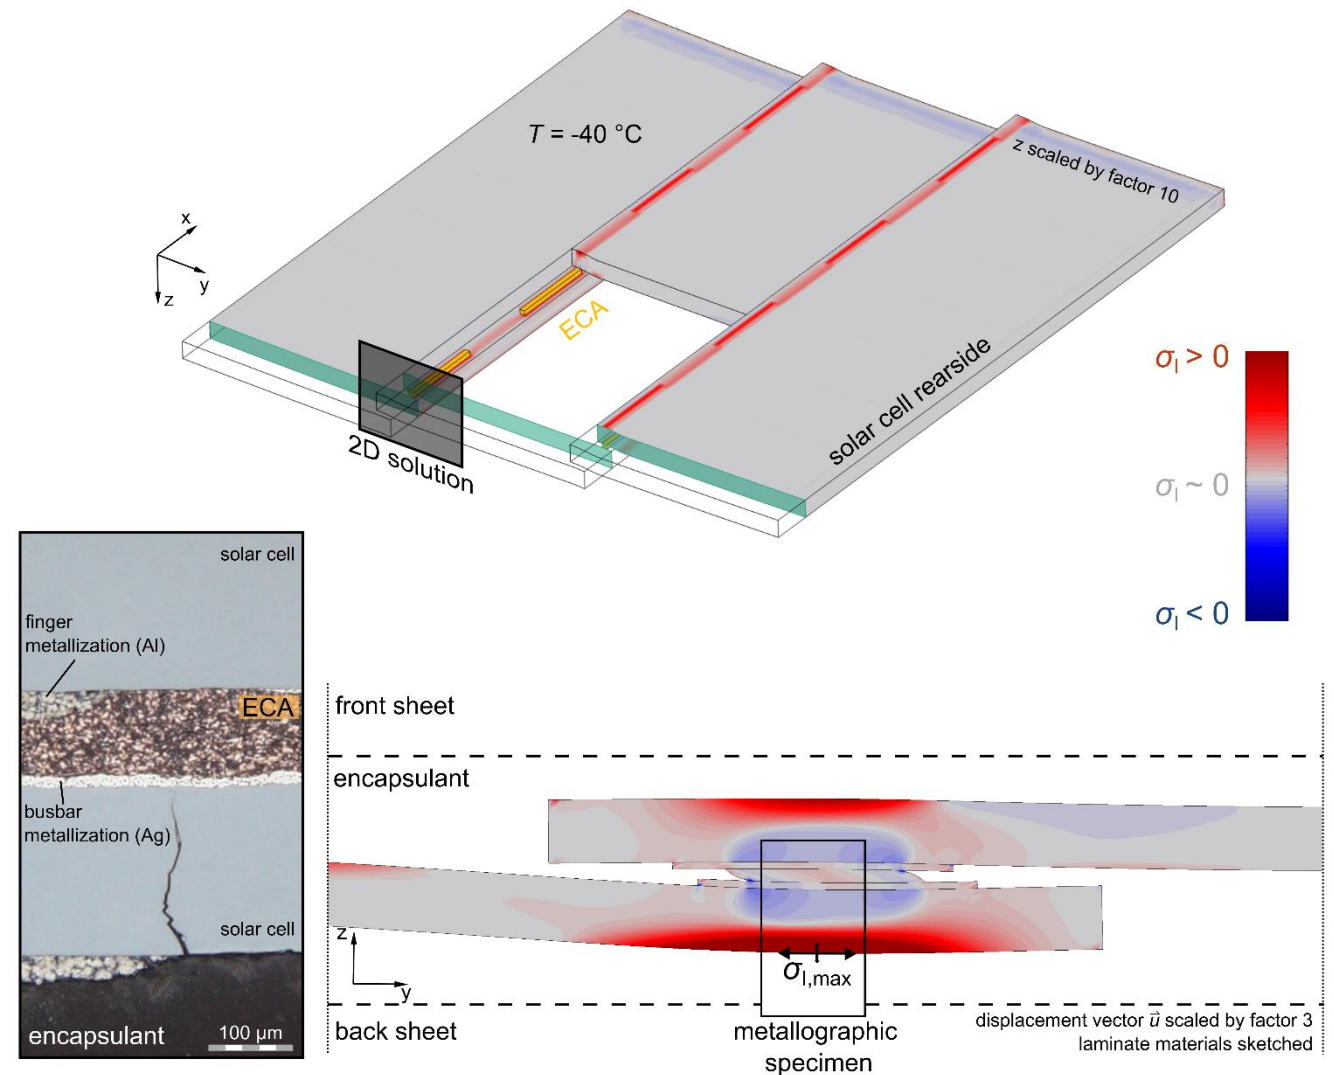 T = -40 °C
z scaled by factor 10
x
y
z
ECA
solar cell rearside
2D solution
σI > 0
σI ~ 0
σI < 0
solar cell
finger
metallization (Al)
ECA
busbar
metallization (Ag)
solar cell
encapsulant
100 µm
front sheet
encapsulant
z
y
σI,max
back sheet
metallographic
specimen
displacement vector u⃗ scaled by factor 3
laminate materials sketched